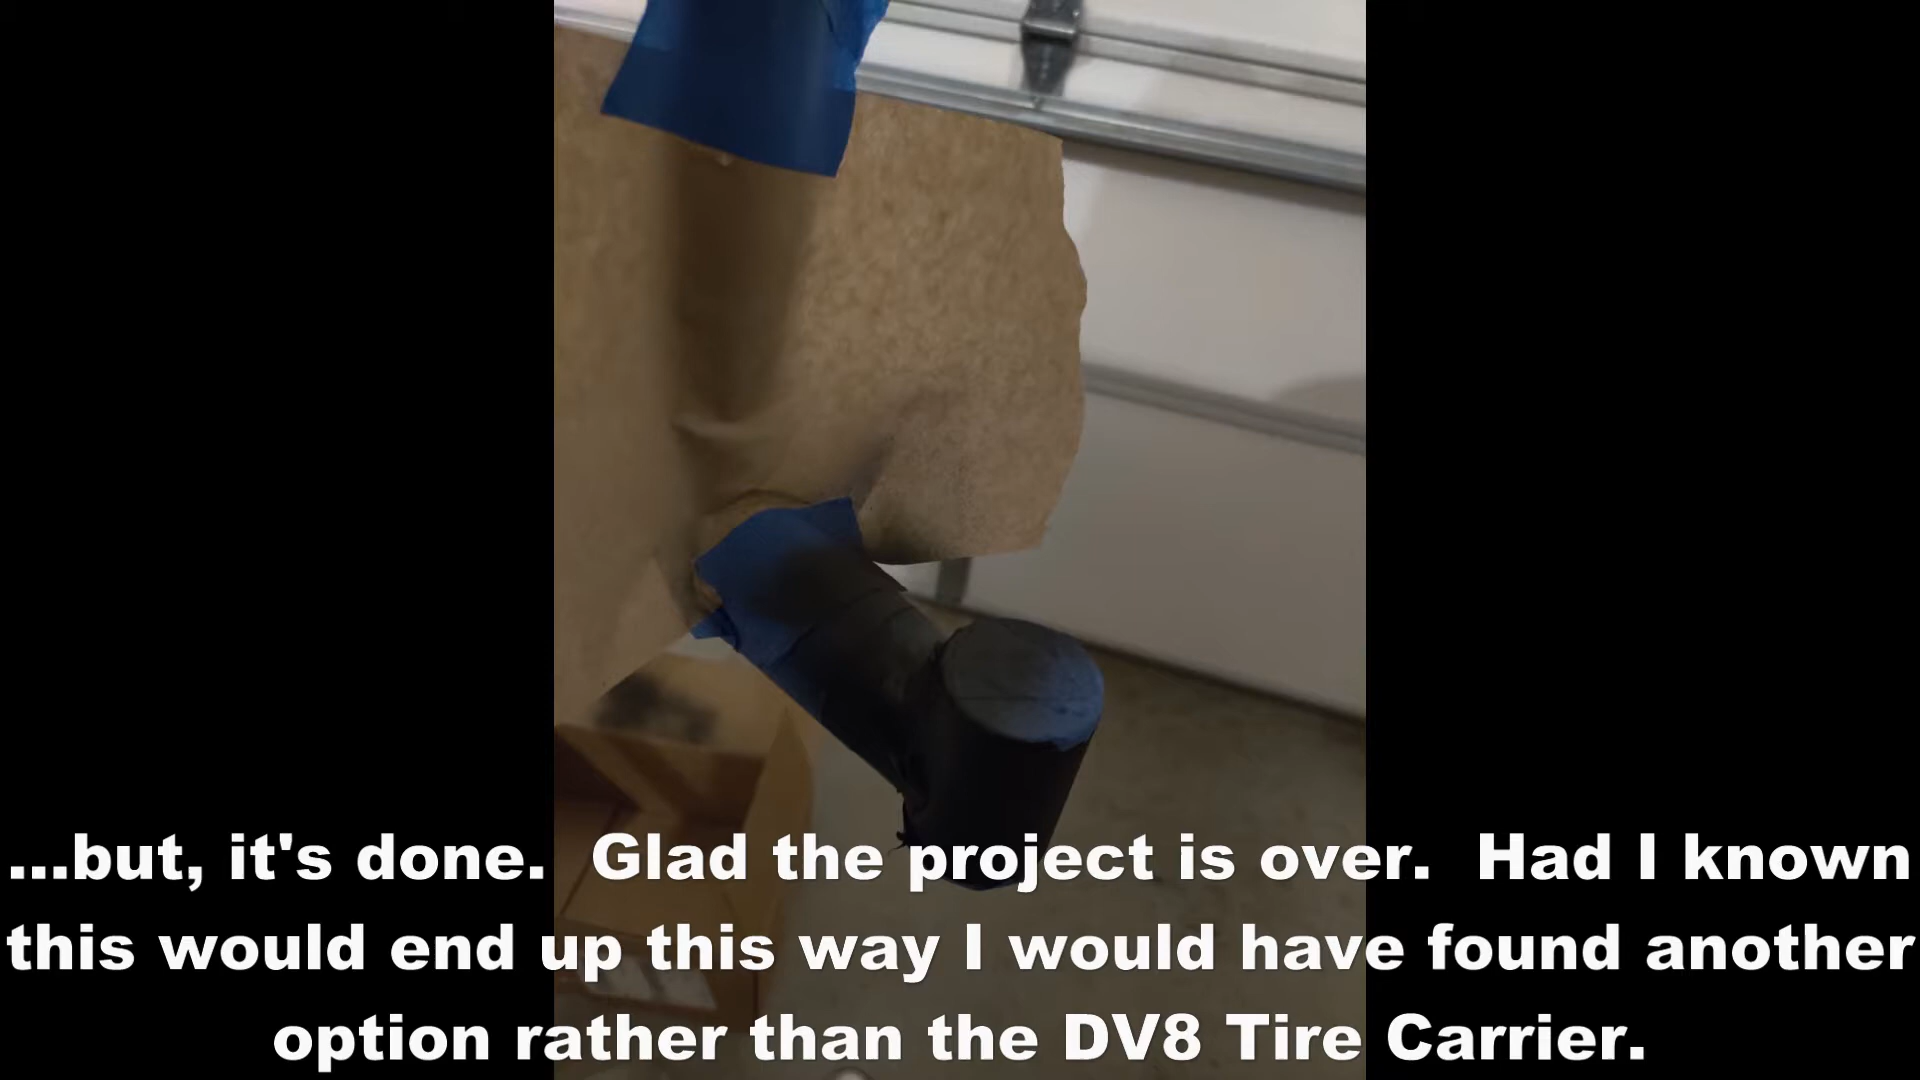 ...but, it's done.  Glad the project is over.  Had I known
this would end up this way I would have found another
option rather than the DV8 Tire Carrier.